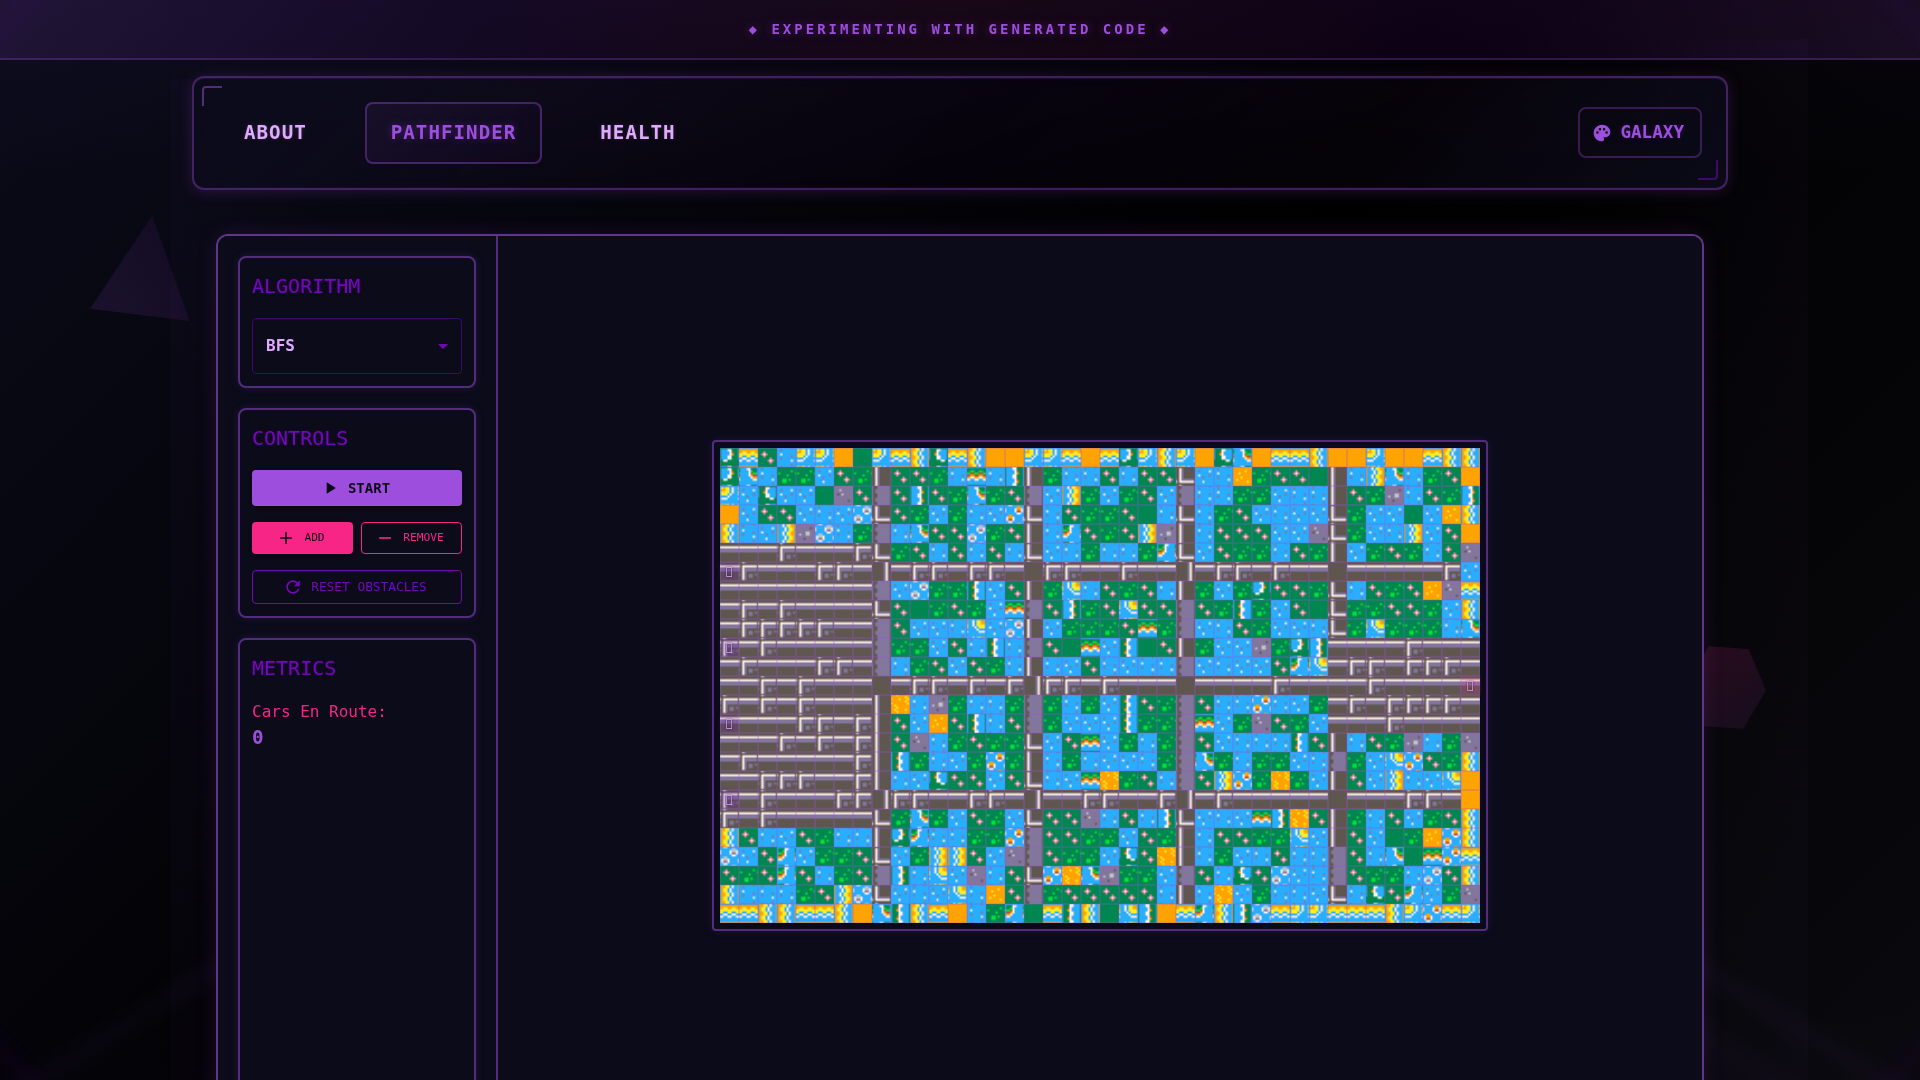 ◆ EXPERIMENTING WITH GENERATED CODE ◆
ABOUT
PATHFINDER
HEALTH
GALAXY
ALGORITHM
BFS
CONTROLS
START
ADD
REMOVE
RESET OBSTACLES
METRICS
Cars En Route:
0